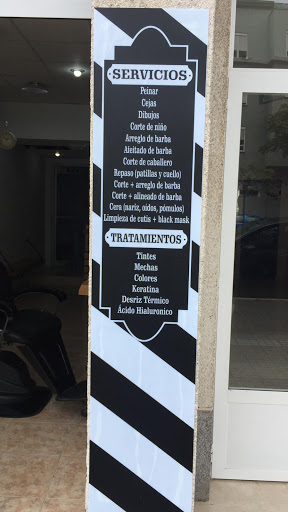 SERVICIOS
Peinar
Cejas
Dibujos
Corte de niño
Arreglo de barba
Afeitado de barba
Corte de caballero
Repaso (patillas y cuello)
Corte + arreglo de barba
Corte + alineado de barba
Cera (nariz, oidos, pómulos)
Limpieza de cutis + black mask
TRATAMIENTOS
Tintes
Mechas
Colores
Keratina
Desriz Térmico
Ácido Hialuronico